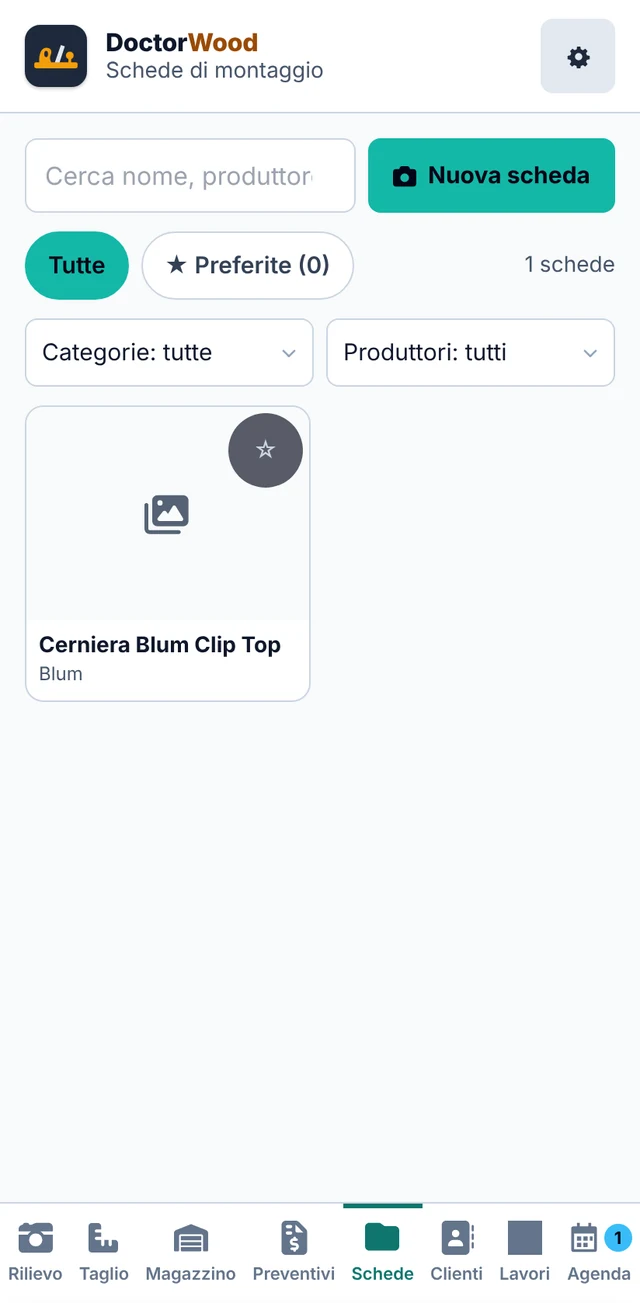 DoctorWood
Schede di montaggio
Cerca nome, produttor
Nuova scheda
Tutte
★ Preferite (0)
1 schede
Categorie: tutte
Produttori: tutti
Cerniera Blum Clip Top
Blum
1
Rilievo
Taglio
Magazzino
Preventivi
Schede
Clienti
Lavori
Agenda